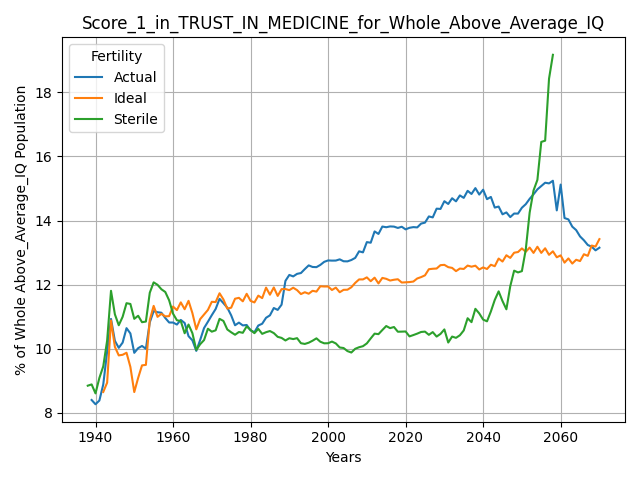 Score_1_in_TRUST_IN_MEDICINE_for_Whole_Above_Average_IQ
Fertility
Actual
Ideal
Sterile
% of Whole Above_Average_IQ Population
18
16
14
12
10
8
1940
1960
1980
2000
2020
2040
2060
Years